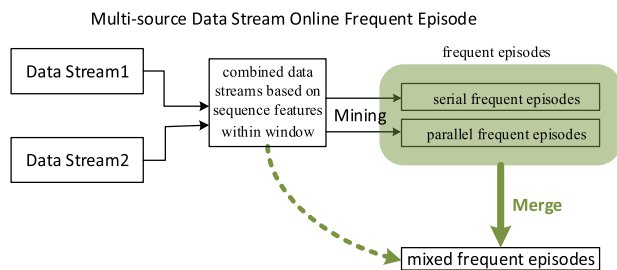 Multi-source Data Stream Online Frequent Episode
Data Stream1
Data Stream2
combined data
streams based on
sequence features
within window
Mining
frequent episodes
serial frequent episodes
parallel frequent episodes
Merge
mixed frequent episodes